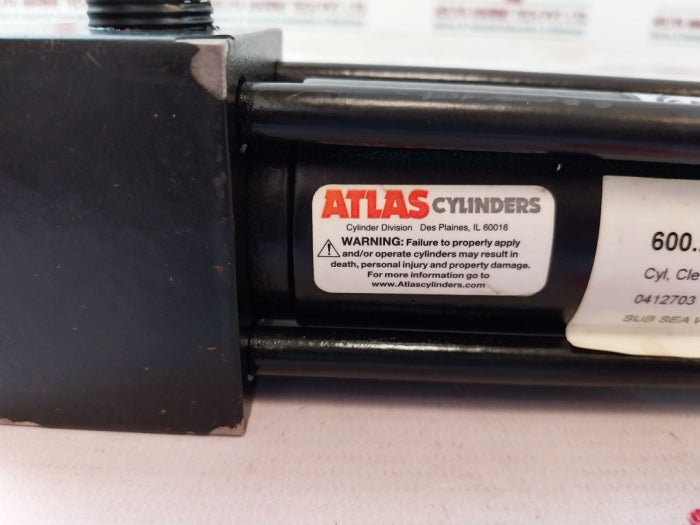 ATLAS CYLINDERS
Cylinder Division Des Plaines, IL 60016
WARNING: Failure to properly apply
and/or operate cylinders may result in
death, personal injury and property damage.
For more information go to
www.Atlascylinders.com
600.
Cyl, Cle
0412703
SUB SEA